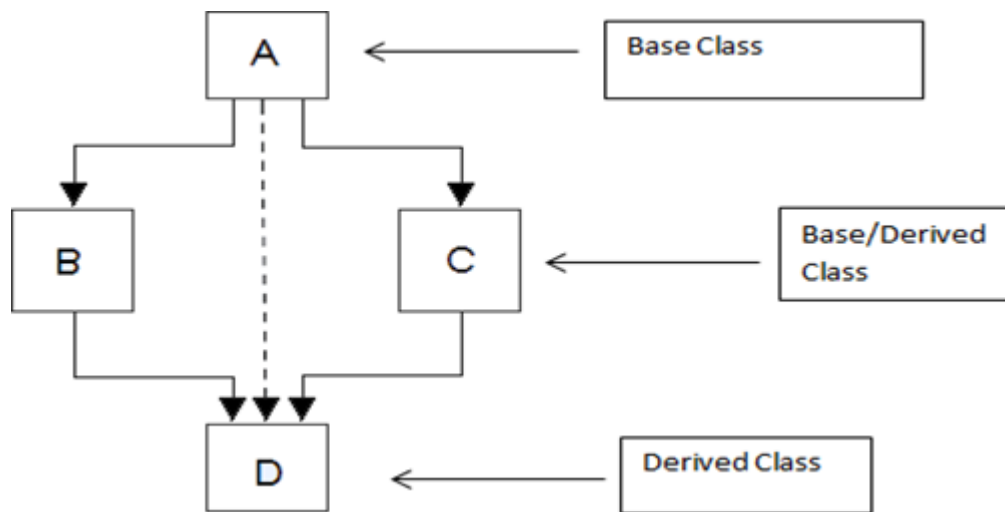 A
Base Class
B
C
Base/Derived
Class
D
Derived Class